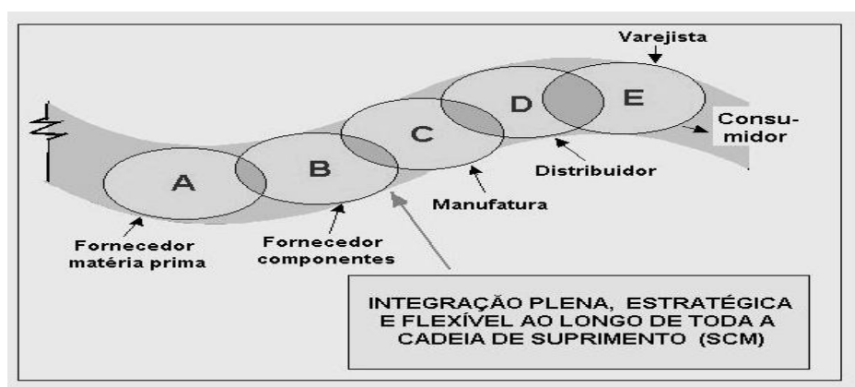 Varejista
A
B
C
D
E
Consu-
midor
Distribuidor
Manufatura
Fornecedor
matéria prima
Fornecedor
componentes
INTEGRAÇÃO PLENA, ESTRATÉGICA
E FLEXÍVEL AO LONGO DE TODA A
CADEIA DE SUPRIMENTO (SCM)